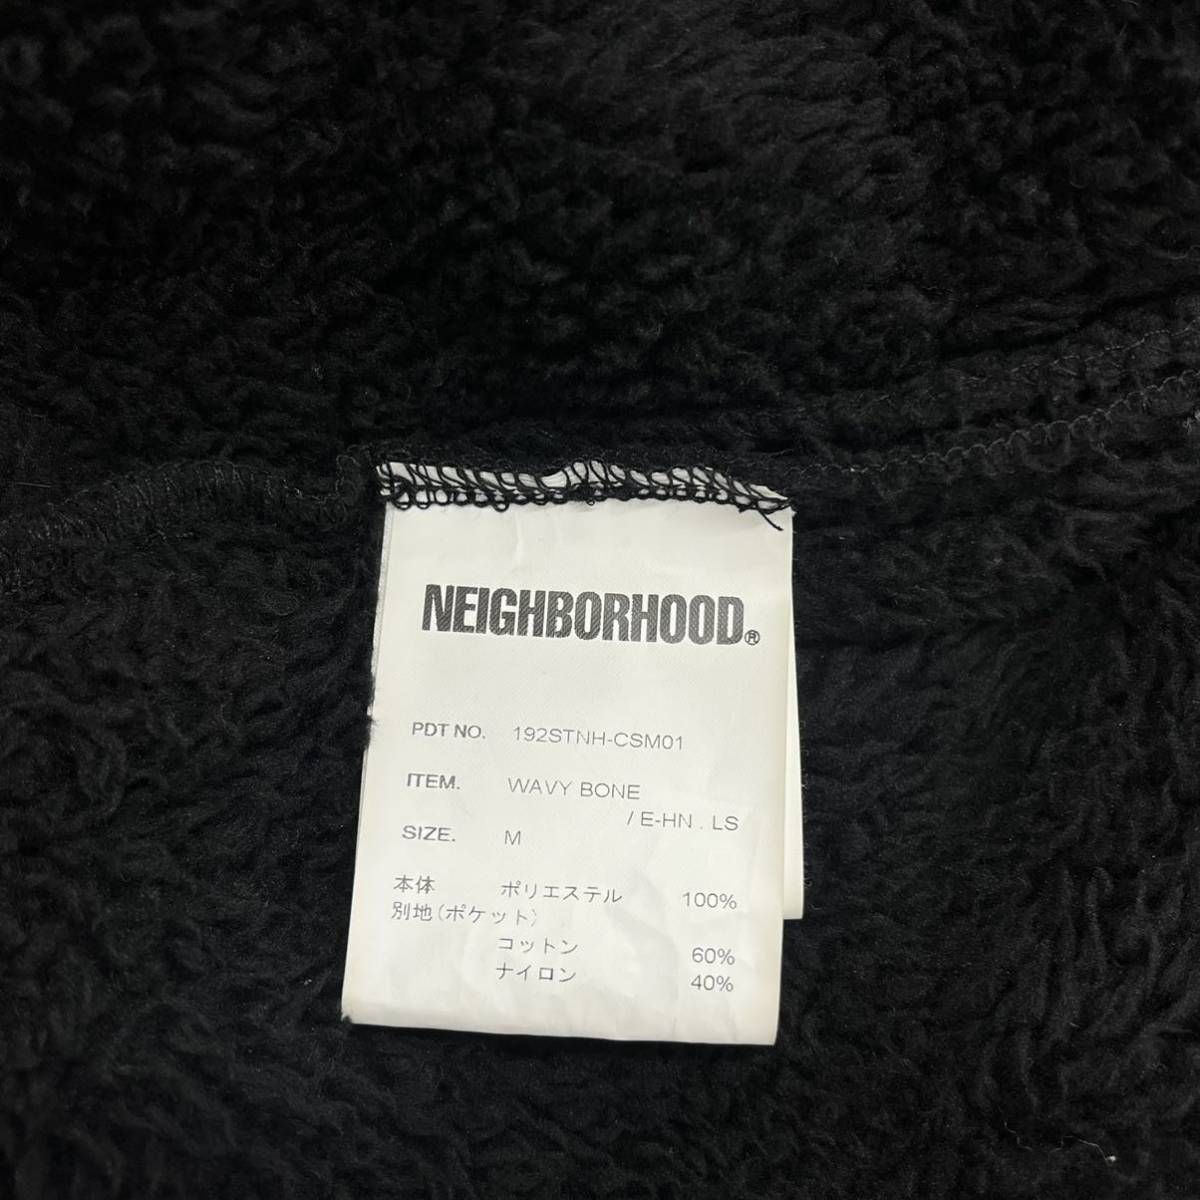 NEIGHBORHOOD®
PDT NO. 192STNH-CSM01
ITEM. WAVY BONE
/ E-HN . LS
SIZE. M
本体 ポリエステル 100%
別地(ポケット)
コットン 60%
ナイロン 40%